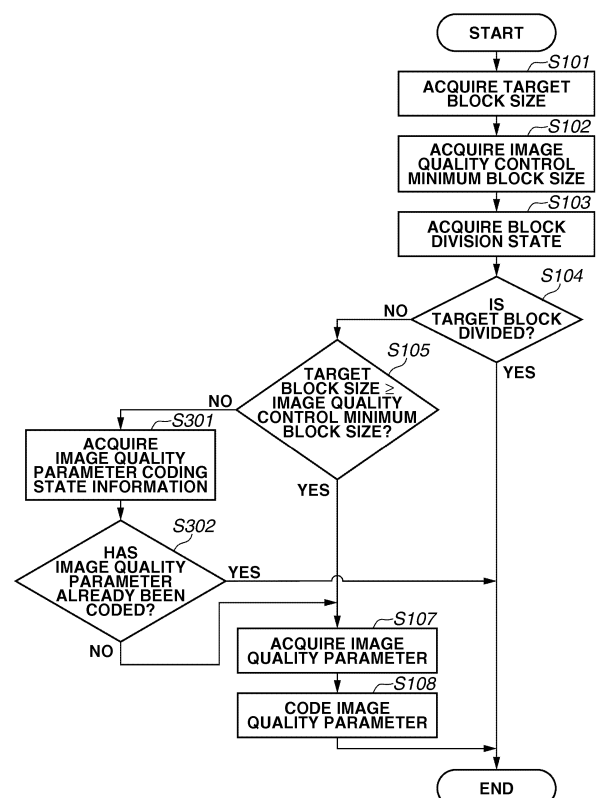 START
S101
ACQUIRE TARGET
BLOCK SIZE
S102
ACQUIRE IMAGE
QUALITY CONTROL
MINIMUM BLOCK SIZE
S103
ACQUIRE BLOCK
DIVISION STATE
S104
IS
TARGET BLOCK
DIVIDED?
NO
YES
S105
TARGET
BLOCK SIZE ≥
IMAGE QUALITY
CONTROL MINIMUM
BLOCK SIZE?
NO
YES
S301
ACQUIRE
IMAGE QUALITY
PARAMETER CODING
STATE INFORMATION
S302
HAS
IMAGE QUALITY
PARAMETER
ALREADY BEEN
CODED?
YES
NO
S107
ACQUIRE IMAGE
QUALITY PARAMETER
S108
CODE IMAGE
QUALITY PARAMETER
END